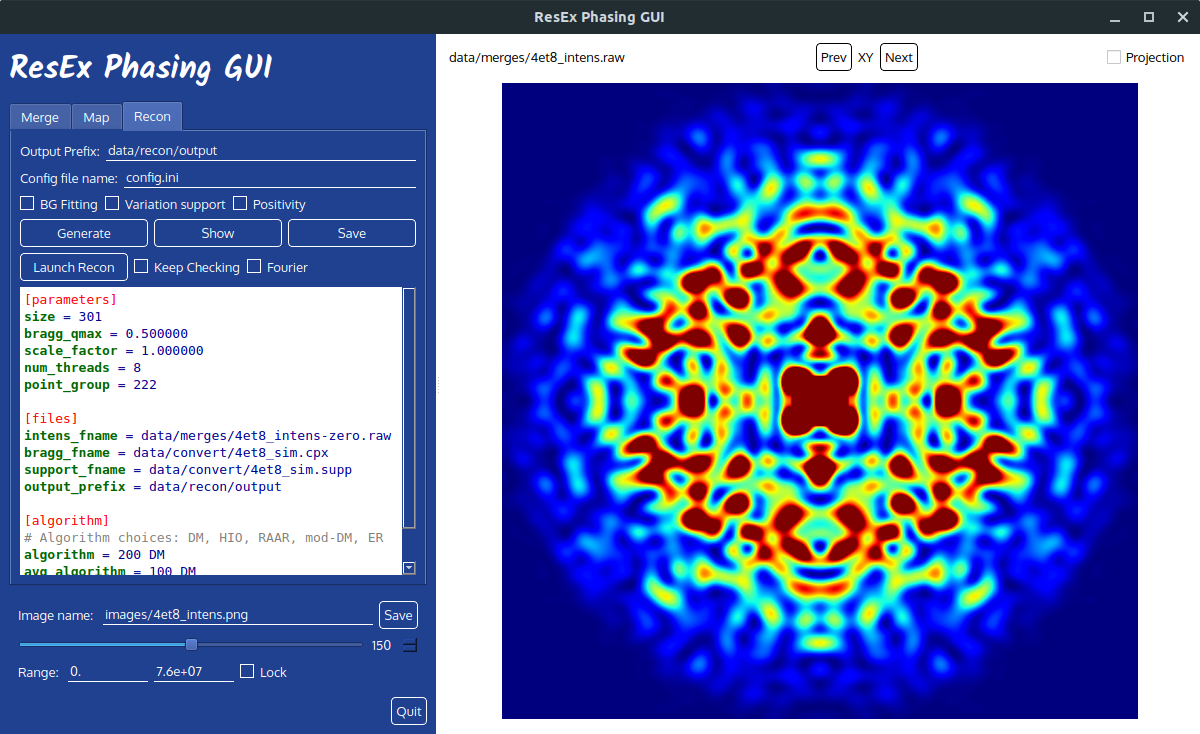 ResEx Phasing GUI
ResEx Phasing GUI
Merge Map Recon
Output Prefix: data/recon/output
Config file name: config.ini
BG Fitting Variation support Positivity
Generate Show Save
Launch Recon Keep Checking Fourier
[parameters]
size = 301
bragg_qmax = 0.500000
scale_factor = 1.000000
num_threads = 8
point_group = 222
[files]
intens_fname = data/merges/4et8_intens-zero.raw
bragg_fname = data/convert/4et8_sim.cpx
support_fname = data/convert/4et8_sim.supp
output_prefix = data/recon/output
[algorithm]
# Algorithm choices: DM, HIO, RAAR, mod-DM, ER
algorithm = 200 DM
avg_algorithm = 100 DM
Image name: images/4et8_intens.png Save
150
Range: 0. 7.6e+07 Lock
Quit
data/merges/4et8_intens.raw Prev XY Next Projection